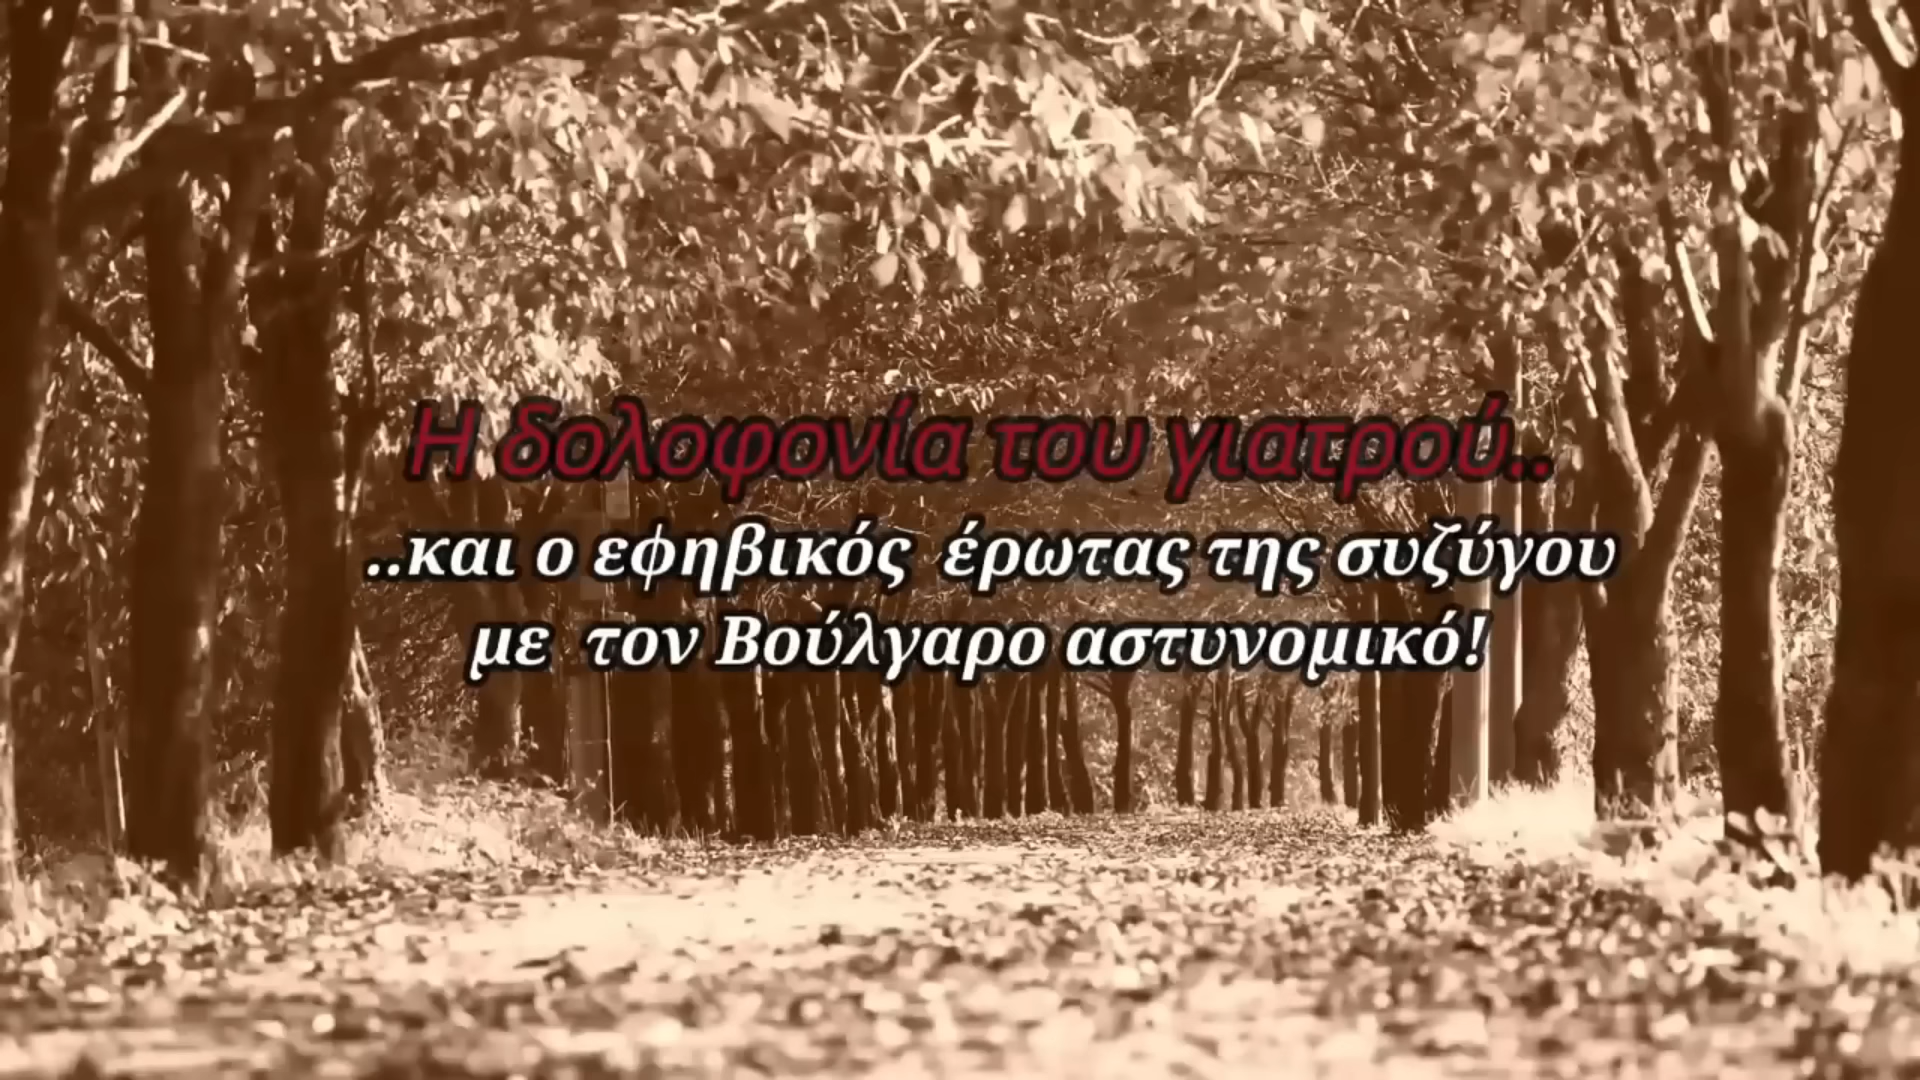 Η δολοφονία του γιατρού..
..και ο εφηβικός έρωτας της συζύγου
με τον Βούλγαρο αστυνομικό!